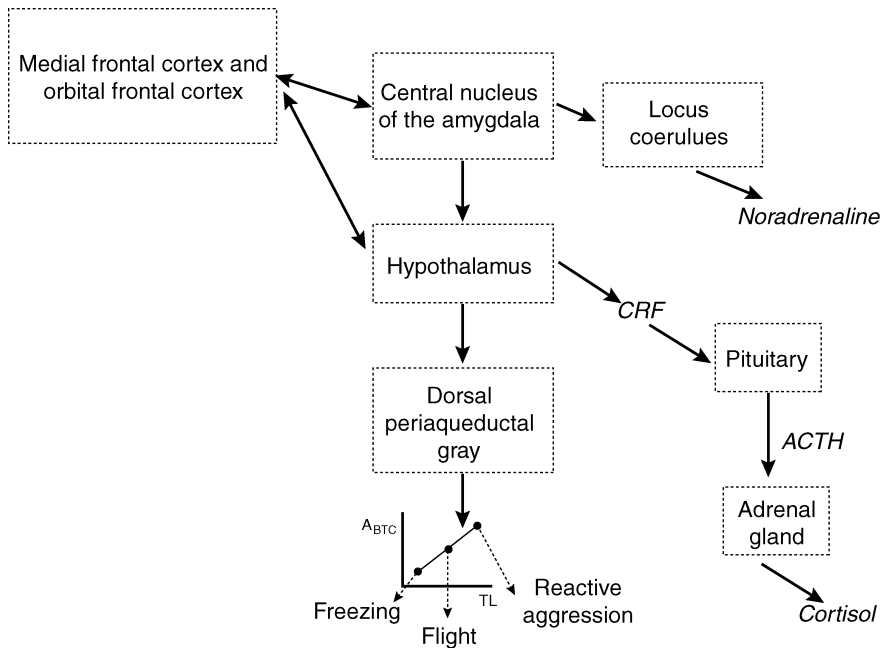 Medial frontal cortex and
orbital frontal cortex
Central nucleus
of the amygdala
Locus
coerulues
Noradrenaline
Hypothalamus
CRF
Pituitary
Dorsal
periaqueductal
gray
ACTH
Adrenal
gland
A_BTC
TL
Freezing
Flight
Reactive
aggression
Cortisol